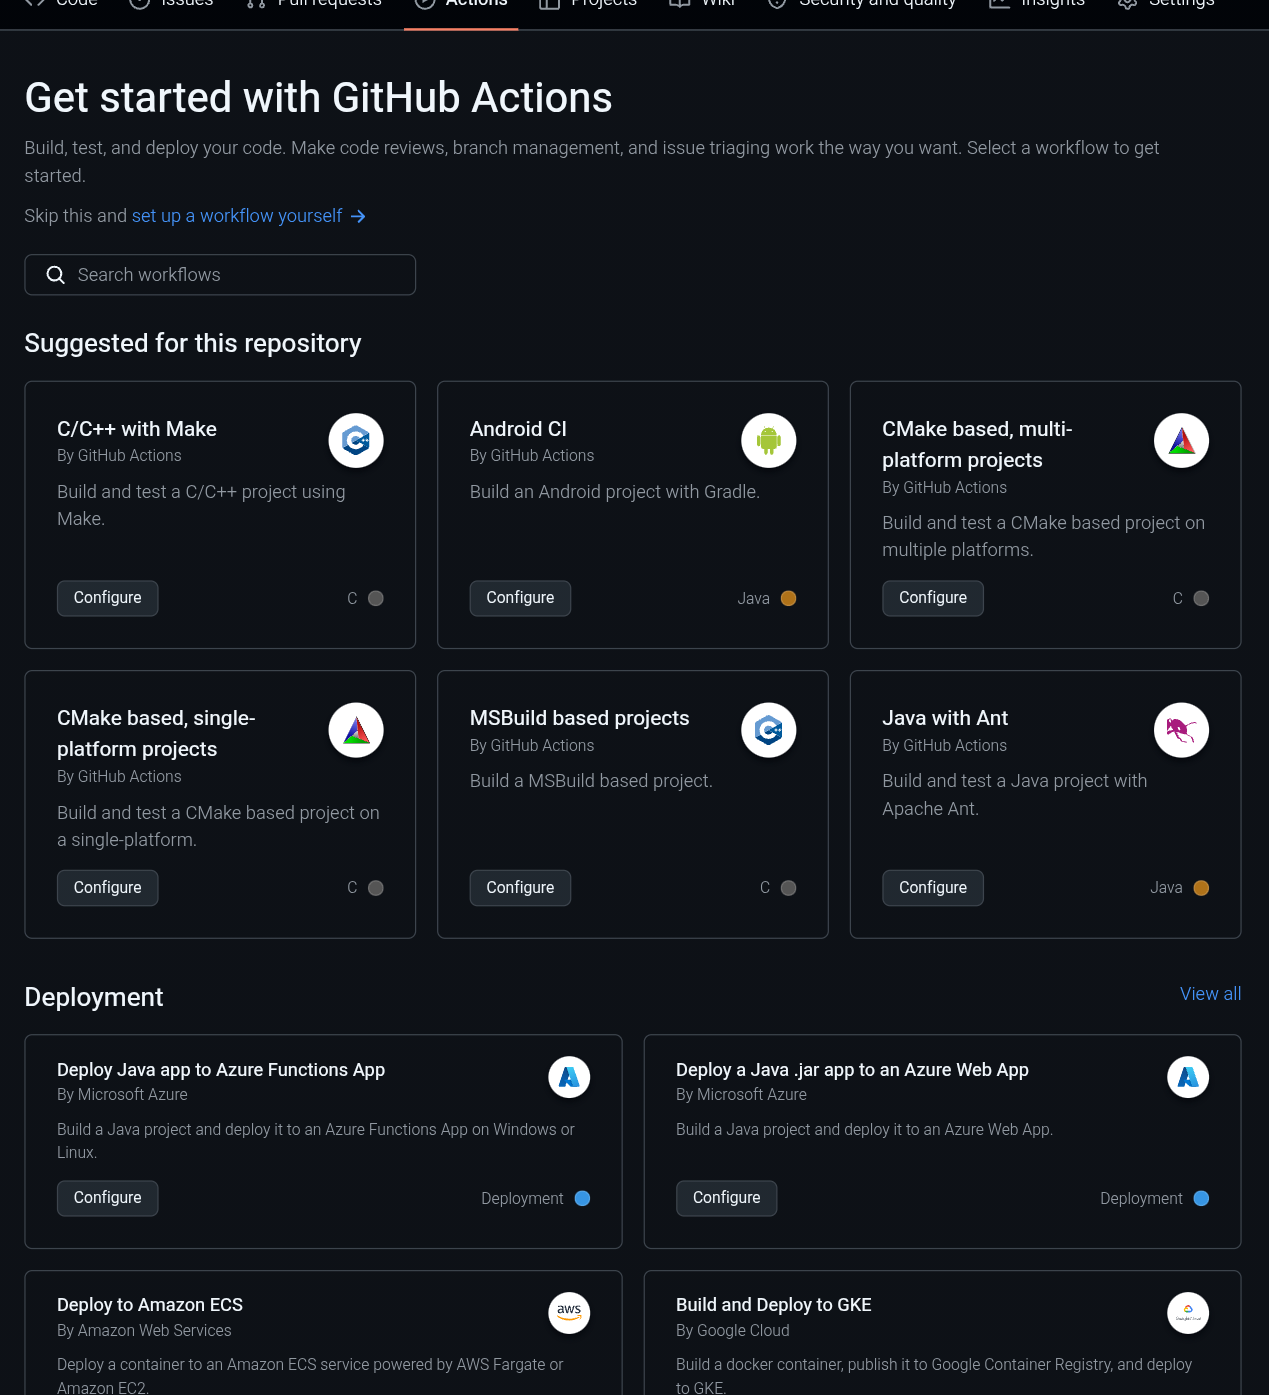 Code Issues Pull requests Actions Projects Wiki Security and quality Insights Settings
Get started with GitHub Actions
Build, test, and deploy your code. Make code reviews, branch management, and issue triaging work the way you want. Select a workflow to get
started.
Skip this and set up a workflow yourself →
Search workflows
Suggested for this repository
C/C++ with Make
By GitHub Actions
Build and test a C/C++ project using
Make.
Configure
C
Android CI
By GitHub Actions
Build an Android project with Gradle.
Configure
Java
CMake based, multi-
platform projects
By GitHub Actions
Build and test a CMake based project on
multiple platforms.
Configure
C
CMake based, single-
platform projects
By GitHub Actions
Build and test a CMake based project on
a single-platform.
Configure
C
MSBuild based projects
By GitHub Actions
Build a MSBuild based project.
Configure
C
Java with Ant
By GitHub Actions
Build and test a Java project with
Apache Ant.
Configure
Java
Deployment
View all
Deploy Java app to Azure Functions App
By Microsoft Azure
Build a Java project and deploy it to an Azure Functions App on Windows or
Linux.
Configure
Deployment
Deploy a Java .jar app to an Azure Web App
By Microsoft Azure
Build a Java project and deploy it to an Azure Web App.
Configure
Deployment
Deploy to Amazon ECS
By Amazon Web Services
aws
Deploy a container to an Amazon ECS service powered by AWS Fargate or
Amazon EC2.
Build and Deploy to GKE
By Google Cloud
Build a docker container, publish it to Google Container Registry, and deploy
to GKE.